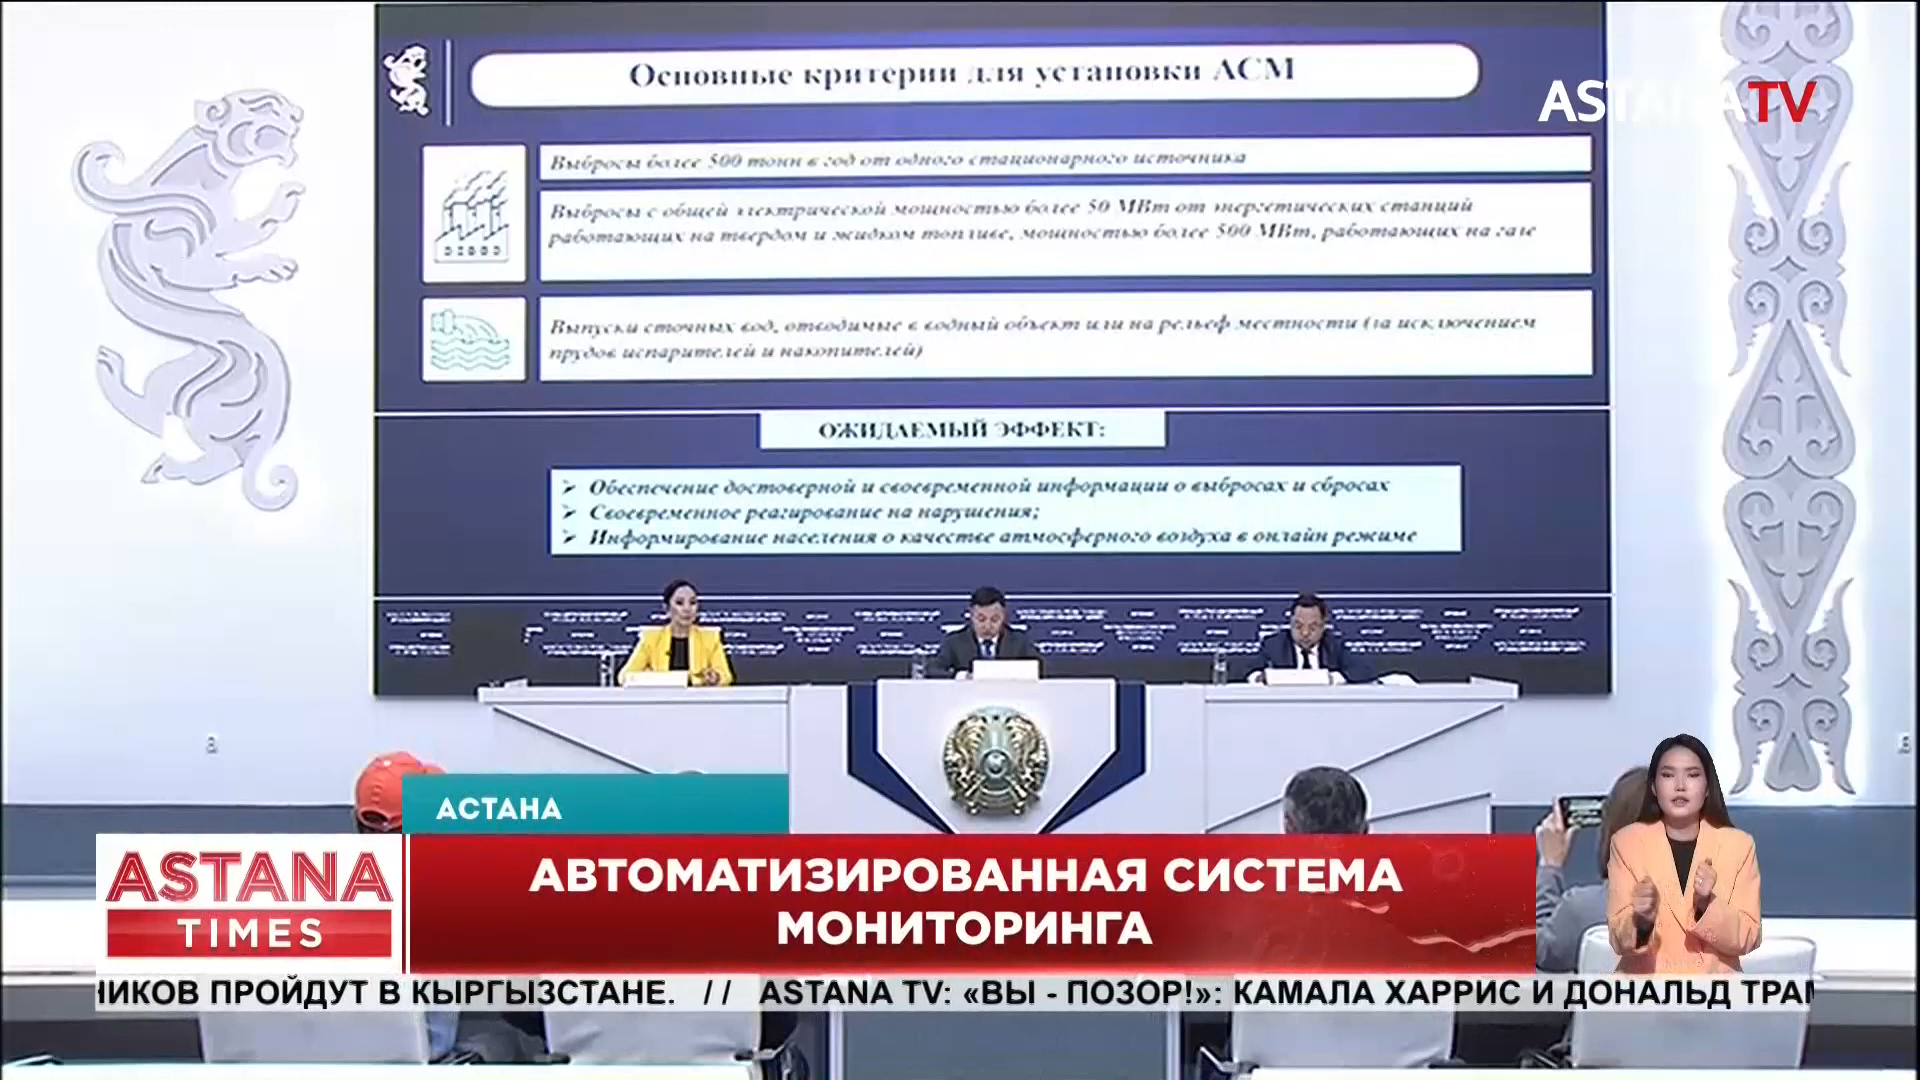 Основные критерии для установки АСМ
ASTANATV
Выбросы более 500 тонн в год от одного стационарного источника
Выбросы с общей электрической мощностью более 50 МВт от энергетических станций
работающих на твердом и жидком топливе, мощностью более 500 МВт, работающих на газе
Выпуски сточных вод, отводимые в водный объект или на рельеф местности (за исключением
прудов испарителей и накопителей)
ОЖИДАЕМЫЙ ЭФФЕКТ:
➢ Обеспечение достоверной и своевременной информации о выбросах и сбросах
➢ Своевременное реагирование на нарушения;
➢ Информирование населения о качестве атмосферного воздуха в онлайн режиме
АСТАНА
ASTANA
TIMES
АВТОМАТИЗИРОВАННАЯ СИСТЕМА
МОНИТОРИНГА
НИКОВ ПРОЙДУТ В КЫРГЫЗСТАНЕ. // ASTANA TV: «ВЫ - ПОЗОР!»: КАМАЛА ХАРРИС И ДОНАЛЬД ТРАМ